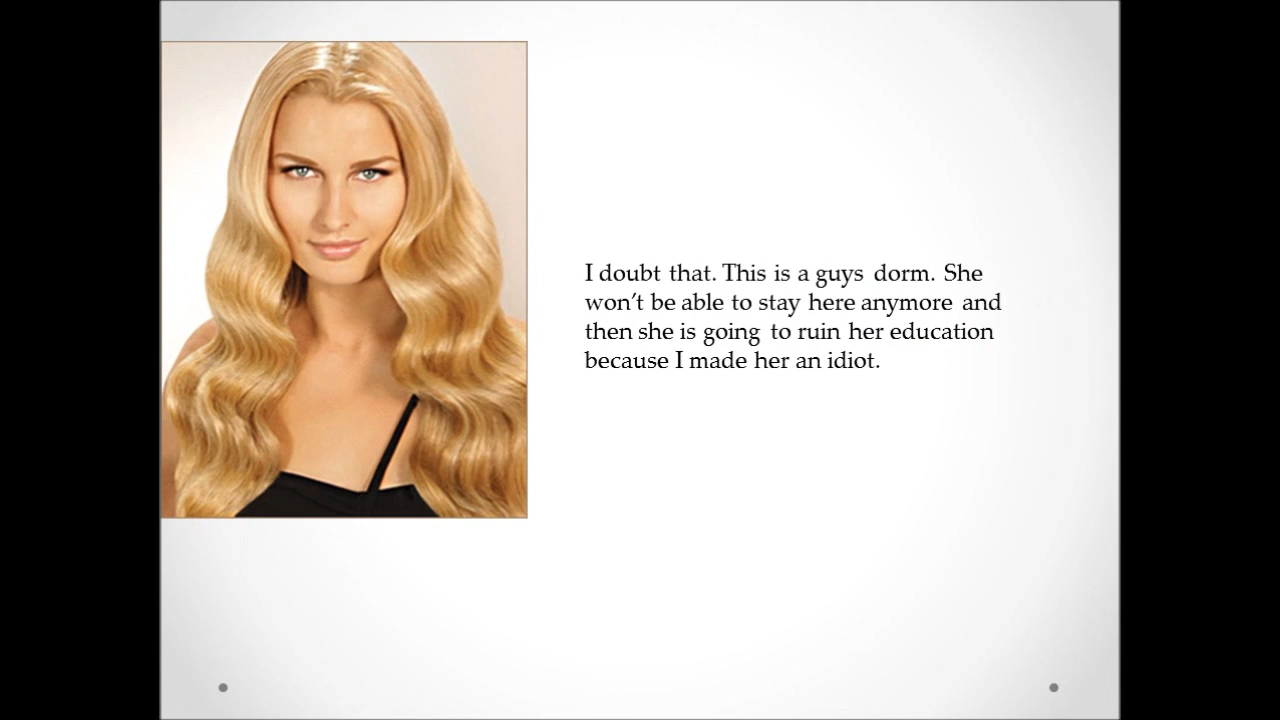 I doubt that. This is a guys dorm. She
won’t be able to stay here anymore and
then she is going to ruin her education
because I made her an idiot.